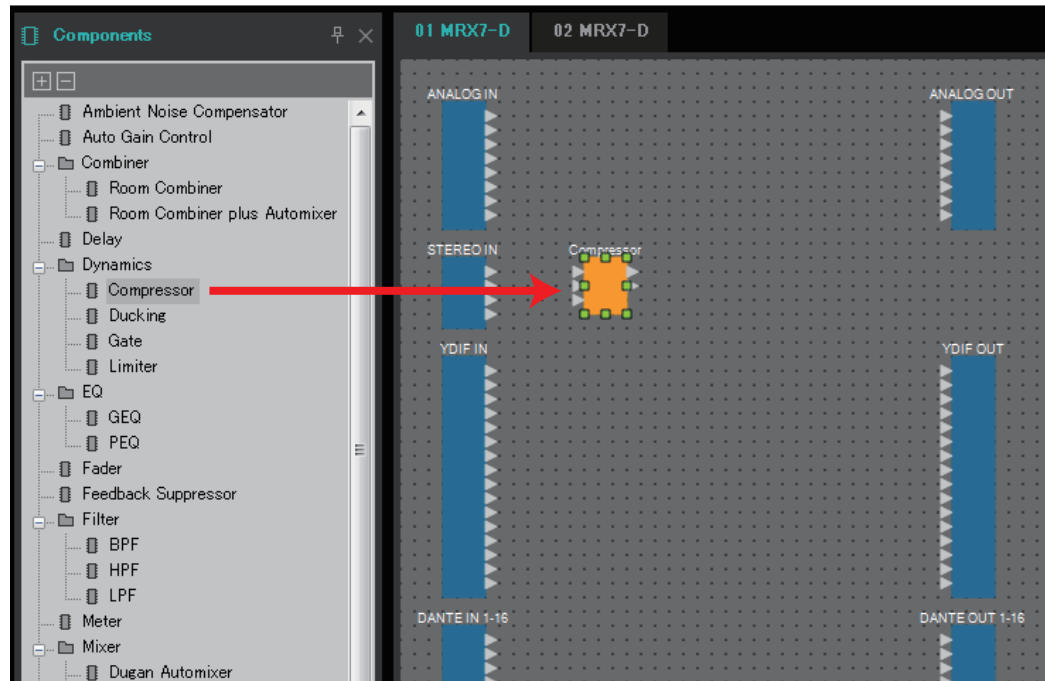 Components
01 MRX7-D
02 MRX7-D
Ambient Noise Compensator
Auto Gain Control
Combiner
Room Combiner
Room Combiner plus Automixer
Delay
Dynamics
Compressor
Ducking
Gate
Limiter
EQ
GEQ
PEQ
Fader
Feedback Suppressor
Filter
BPF
HPF
LPF
Meter
Mixer
Dugan Automixer
ANALOG IN
ANALOG OUT
STEREO IN
Compressor
YDIF IN
YDIF OUT
DANTE IN 1-16
DANTE OUT 1-16